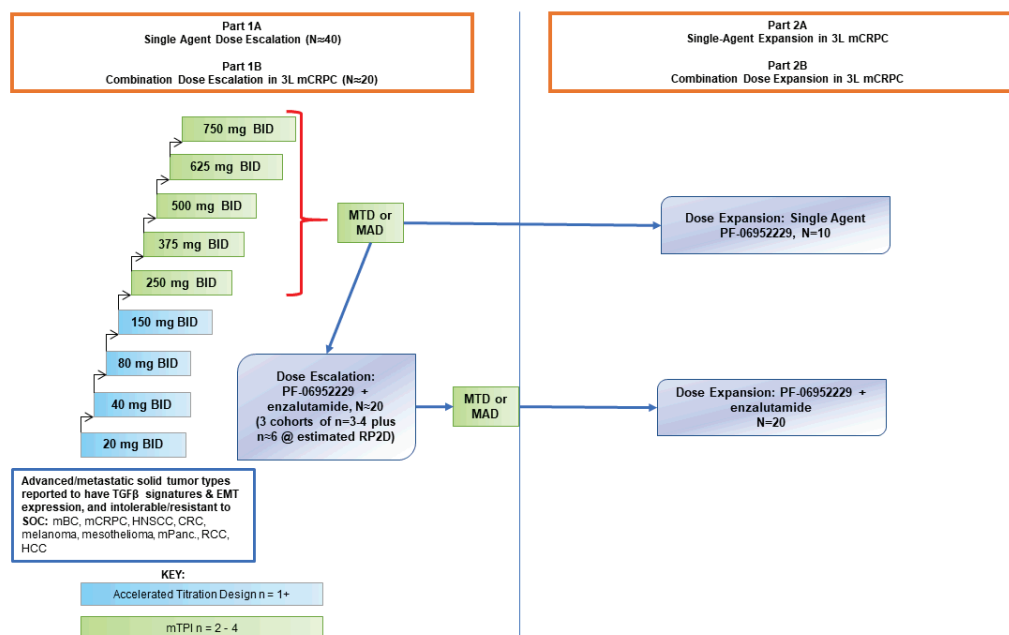 Part 1A
Single Agent Dose Escalation (N≈40)
Part 1B
Combination Dose Escalation in 3L mCRPC (N≈20)
Part 2A
Single-Agent Expansion in 3L mCRPC
Part 2B
Combination Dose Expansion in 3L mCRPC
750 mg BID
625 mg BID
500 mg BID
375 mg BID
250 mg BID
150 mg BID
80 mg BID
40 mg BID
20 mg BID
MTD or
MAD
Dose Expansion: Single Agent
PF-06952229, N=10
Dose Escalation:
PF-06952229 +
enzalutamide, N≈20
(3 cohorts of n=3-4 plus
n≈6 @ estimated RP2D)
MTD or
MAD
Dose Expansion: PF-06952229 +
enzalutamide
N=20
Advanced/metastatic solid tumor types
reported to have TGFβ signatures & EMT
expression, and intolerable/resistant to
SOC: mBC, mCRPC, HNSCC, CRC,
melanoma, mesothelioma, mPanc., RCC,
HCC
KEY:
Accelerated Titration Design n = 1+
mTPI n = 2 - 4